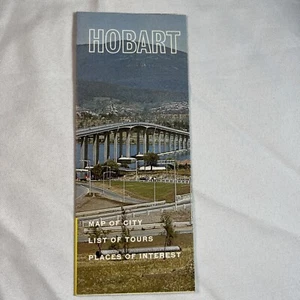 HOBART
MAP OF CITY
LIST OF TOURS
PLACES OF INTEREST